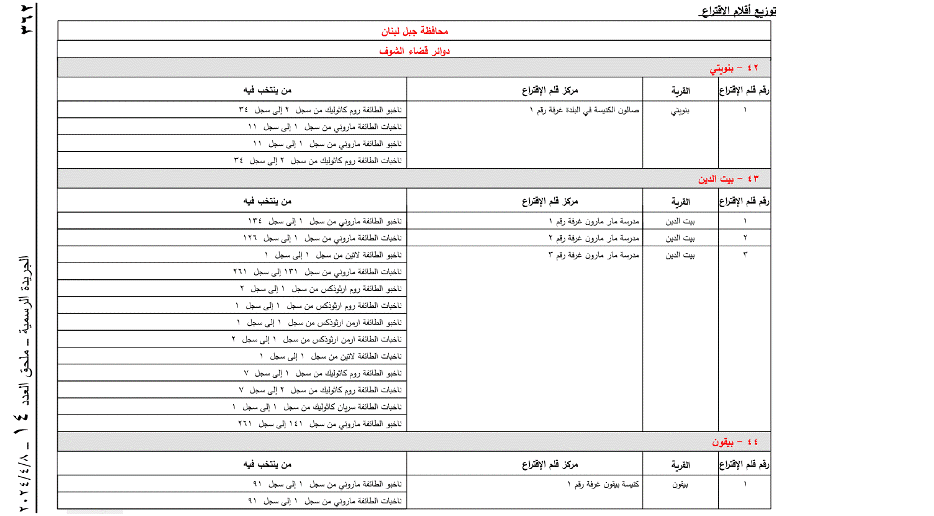 توزيع أقلام الإقتراع
محافظة جبل لبنان
دوائر قضاء الشوف
٤٢ - بنويتي
رقم قلم الإقتراع القرية مركز قلم الإقتراع من ينتخب فيه
١ بنويتي صالون الكنيسة في البلدة غرفة رقم ١ ناخبو الطائفة روم كاثوليك من سجل ٢ إلى سجل ٣٤
ناخبات الطائفة ماروني من سجل ١ إلى سجل ١١
ناخبو الطائفة ماروني من سجل ١ إلى سجل ١١
ناخبات الطائفة روم كاثوليك من سجل ٢ إلى سجل ٣٤
٤٣ - بيت الدين
رقم قلم الإقتراع القرية مركز قلم الإقتراع من ينتخب فيه
١ بيت الدين مدرسة مار مارون غرفة رقم ١ ناخبو الطائفة ماروني من سجل ١ إلى سجل ١٣٤
٢ بيت الدين مدرسة مار مارون غرفة رقم ٢ ناخبات الطائفة ماروني من سجل ١ إلى سجل ١٢٦
٣ بيت الدين مدرسة مار مارون غرفة رقم ٣ ناخبو الطائفة لاتين من سجل ١ إلى سجل ١
ناخبات الطائفة ماروني من سجل ١٣١ إلى سجل ٢٦١
ناخبو الطائفة روم ارثوذكس من سجل ١ إلى سجل ٢
ناخبات الطائفة روم ارثوذكس من سجل ١ إلى سجل ١
ناخبو الطائفة ارمن ارثوذكس من سجل ١ إلى سجل ١
ناخبات الطائفة ارمن ارثوذكس من سجل ١ إلى سجل ٢
ناخبات الطائفة لاتين من سجل ١ إلى سجل ١
ناخبو الطائفة روم كاثوليك من سجل ١ إلى سجل ٧
ناخبات الطائفة روم كاثوليك من سجل ٢ إلى سجل ٧
ناخبات الطائفة سريان كاثوليك من سجل ١ إلى سجل ١
ناخبو الطائفة ماروني من سجل ١٤١ إلى سجل ٢٦١
٤٤ - بيقون
رقم قلم الإقتراع القرية مركز قلم الإقتراع من ينتخب فيه
١ بيقون كنيسة بيقون غرفة رقم ١ ناخبو الطائفة ماروني من سجل ١ إلى سجل ٩١
ناخبات الطائفة ماروني من سجل ١ إلى سجل ٩١
٣٦٢
الجريدة الرسمية – ملحق العدد ١٤ – ٢٠٢٤/٤/٨